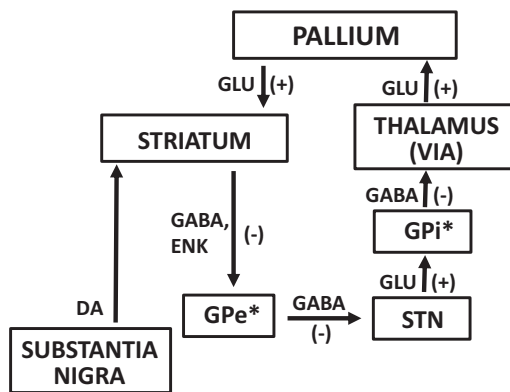 PALLIUM
GLU (+)
STRIATUM
GABA,
ENK
(-)
GPe*
GABA
(-)
STN
GLU (+)
GPi*
GABA (-)
THALAMUS
(VIA)
GLU (+)
DA
SUBSTANTIA
NIGRA